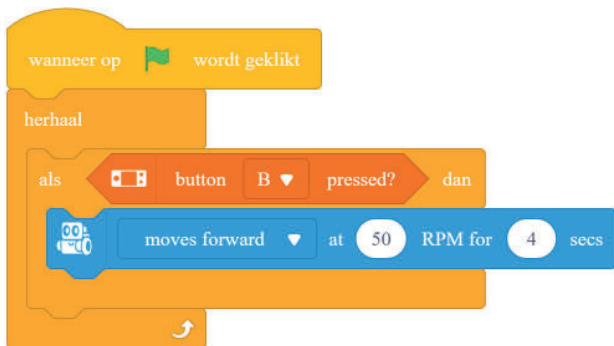 wanneer op wordt geklikt
herhaal
als button B pressed? dan
moves forward at 50 RPM for 4 secs